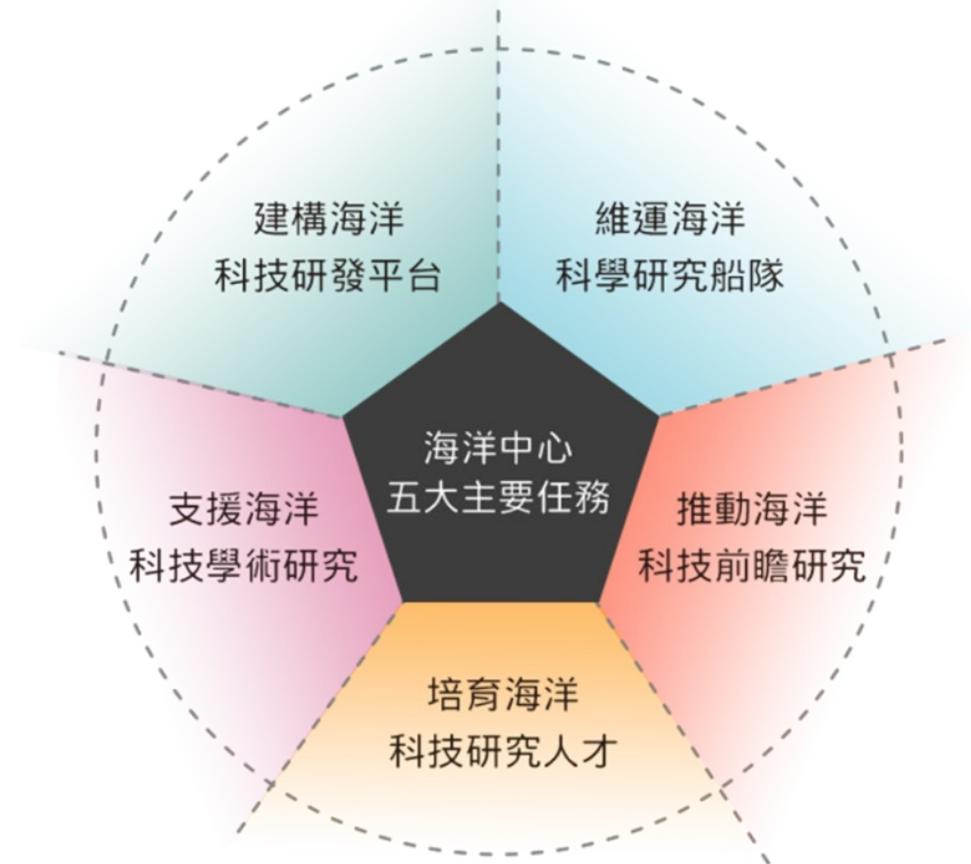 建構海洋
科技研發平台
維運海洋
科學研究船隊
海洋中心
五大主要任務
支援海洋
科技學術研究
推動海洋
科技前瞻研究
培育海洋
科技研究人才